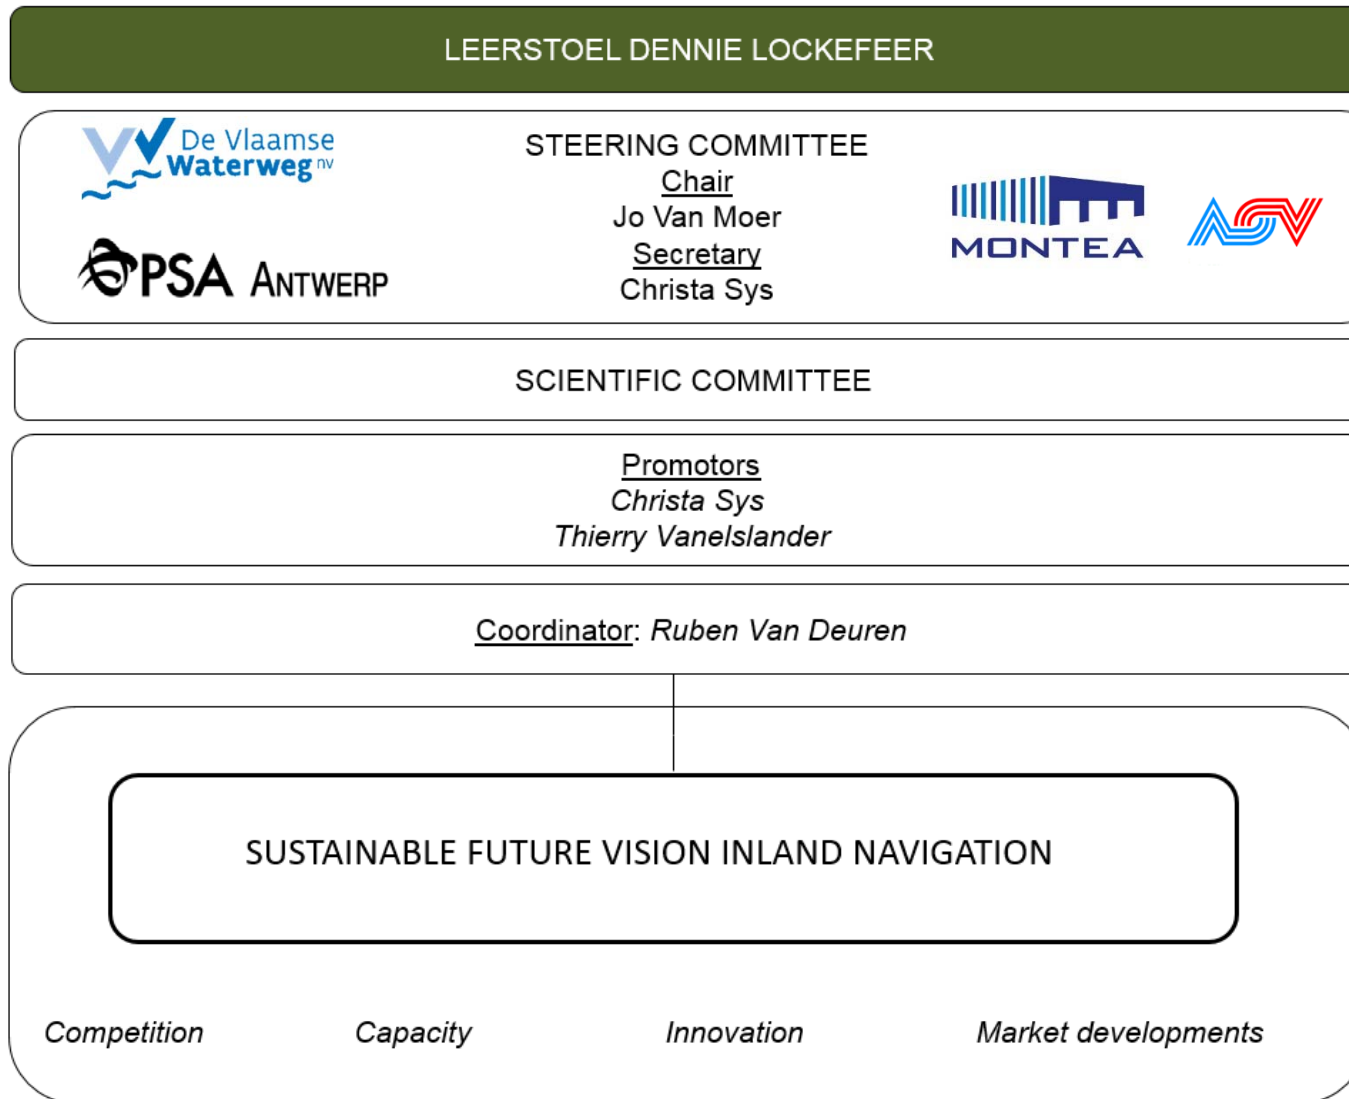 LEERSTOEL DENNIE LOCKEFEER
De Vlaamse
Waterweg nv
PSA ANTWERP
STEERING COMMITTEE
Chair
Jo Van Moer
Secretary
Christa Sys
MONTEA
ASV
SCIENTIFIC COMMITTEE
Promotors
Christa Sys
Thierry Vanelslander
Coordinator: Ruben Van Deuren
SUSTAINABLE FUTURE VISION INLAND NAVIGATION
Competition
Capacity
Innovation
Market developments